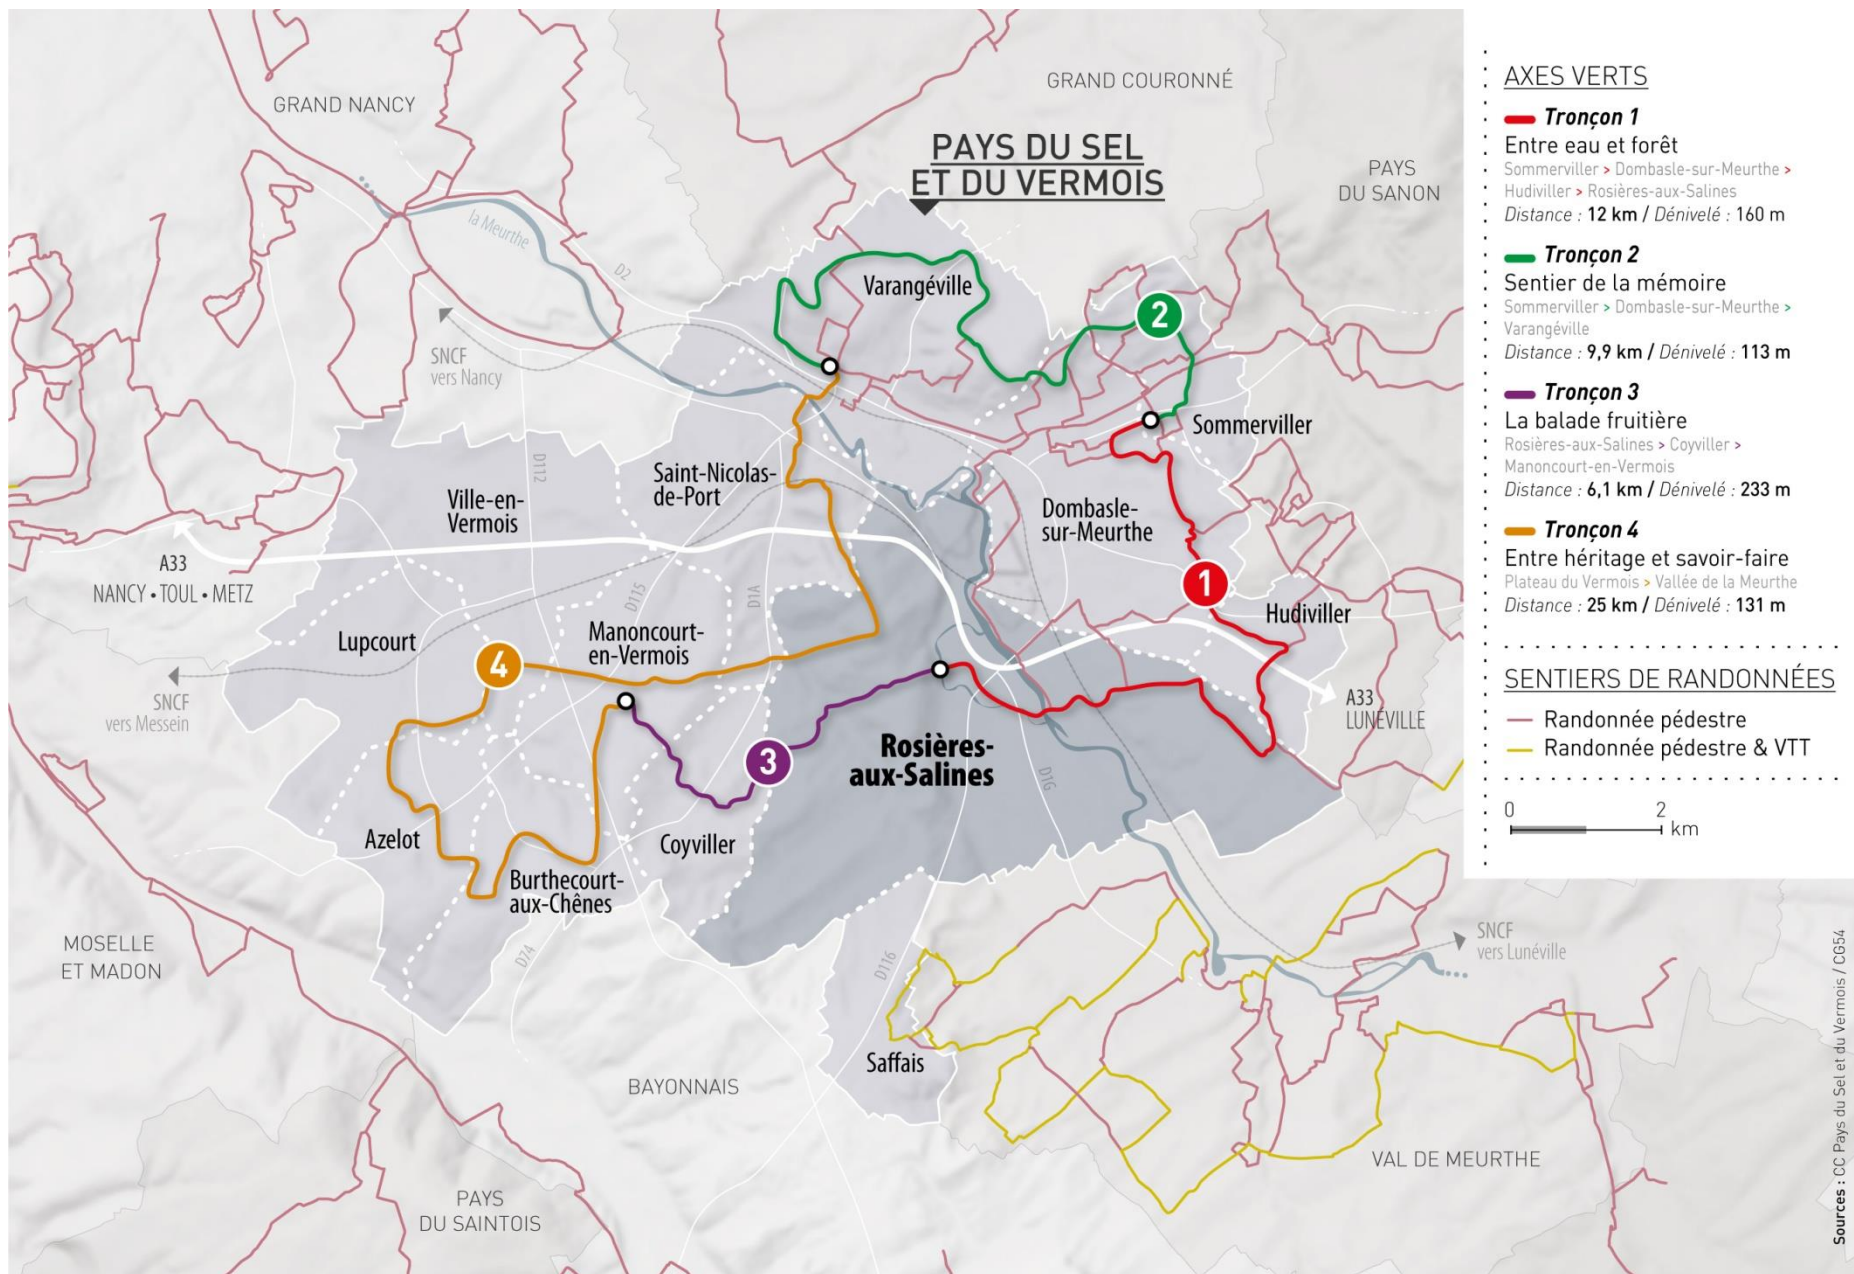 GRAND NANCY
GRAND COURONNÉ
PAYS DU SEL
ET DU VERMOIS
PAYS
DU SANON
la Meurthe
D2
Varangéville
2
SNCF
vers Nancy
Sommerviller
D112
Saint-Nicolas-
de-Port
Ville-en-
Vermois
Dombasle-
sur-Meurthe
A33
NANCY • TOUL • METZ
1
D115
D1A
Hudiviller
Lupcourt
Manoncourt-
en-Vermois
4
SNCF
vers Messein
A33
LUNÉVILLE
3
Rosières-
aux-Salines
D1G
Azelot
Coyviller
Burthecourt-
aux-Chênes
MOSELLE
ET MADON
D74
D116
SNCF
vers Lunéville
Saffais
BAYONNAIS
VAL DE MEURTHE
PAYS
DU SAINTOIS
AXES VERTS
Tronçon 1
Entre eau et forêt
Sommerviller > Dombasle-sur-Meurthe >
Hudiviller > Rosières-aux-Salines
Distance : 12 km / Dénivelé : 160 m
Tronçon 2
Sentier de la mémoire
Sommerviller > Dombasle-sur-Meurthe >
Varangéville
Distance : 9,9 km / Dénivelé : 113 m
Tronçon 3
La balade fruitière
Rosières-aux-Salines > Coyviller >
Manoncourt-en-Vermois
Distance : 6,1 km / Dénivelé : 233 m
Tronçon 4
Entre héritage et savoir-faire
Plateau du Vermois > Vallée de la Meurthe
Distance : 25 km / Dénivelé : 131 m
SENTIERS DE RANDONNÉES
Randonnée pédestre
Randonnée pédestre & VTT
0 2
km
Sources : CC Pays du Sel et du Vermois / CG54